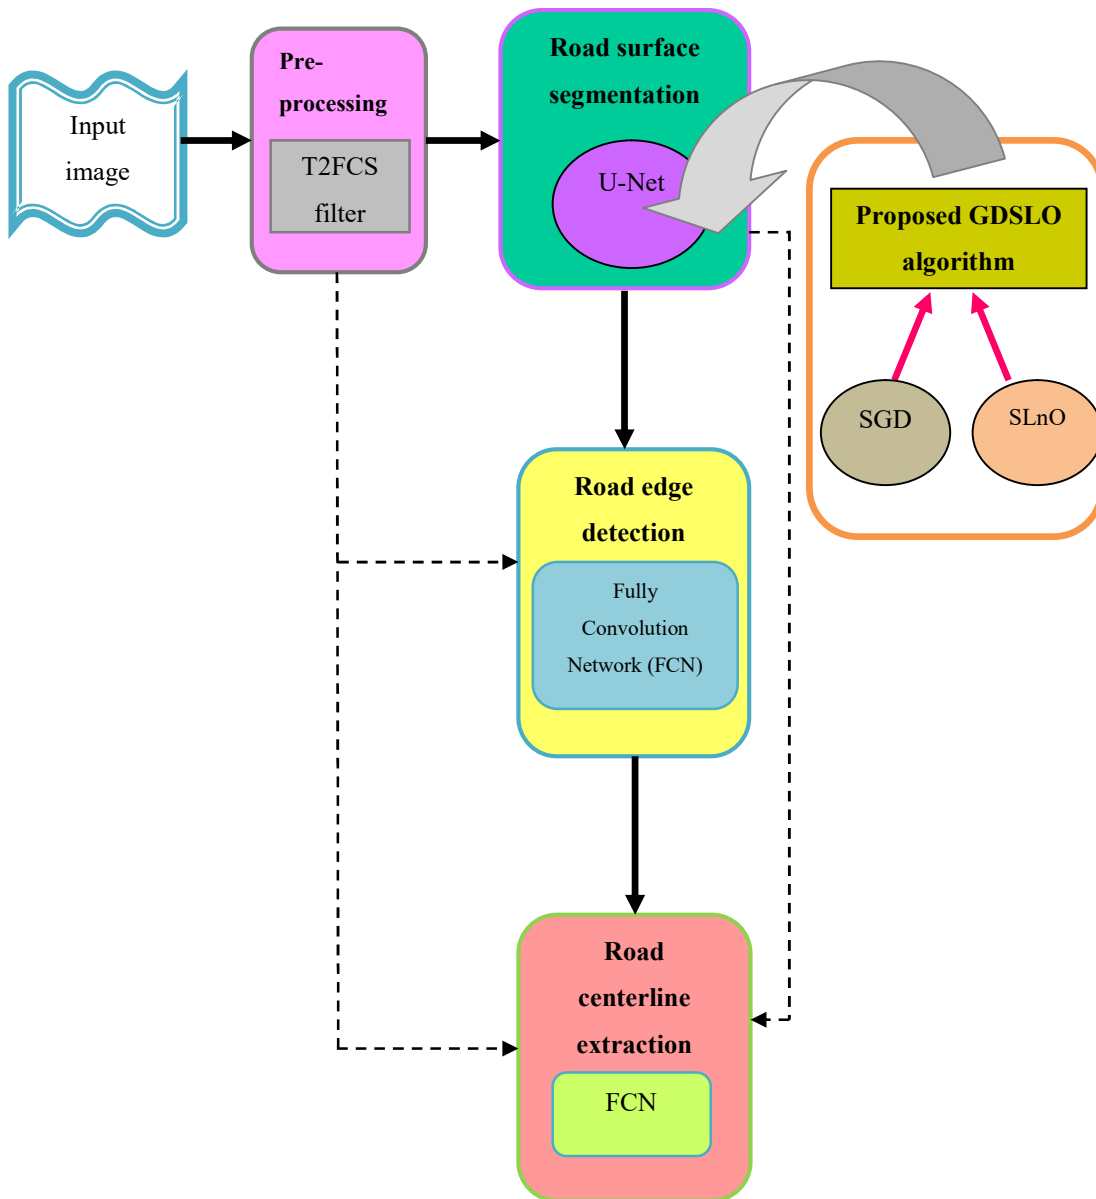 Input
image
Pre-
processing
T2FCS
filter
Road surface
segmentation
U-Net
Proposed GDSLO
algorithm
SGD
SLnO
Road edge
detection
Fully
Convolution
Network (FCN)
Road
centerline
extraction
FCN